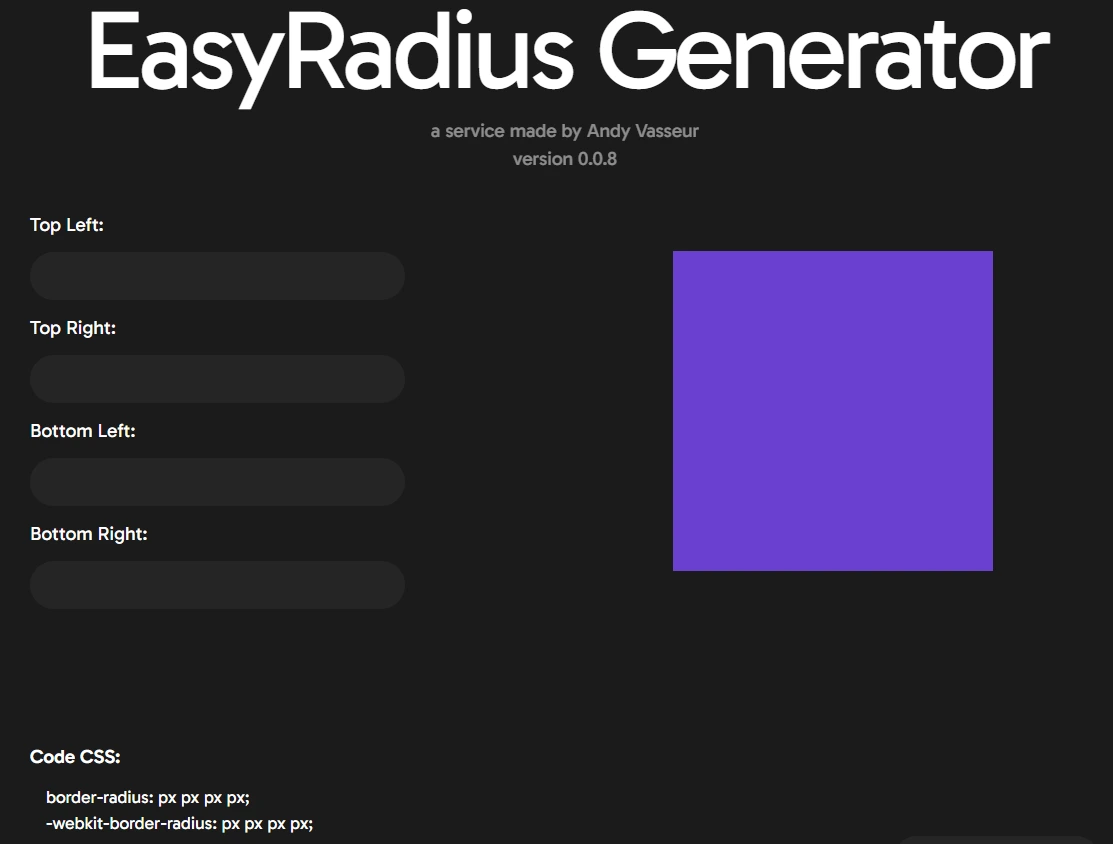 EasyRadius Generator
a service made by Andy Vasseur
version 0.0.8
Top Left:
Top Right:
Bottom Left:
Bottom Right:
Code CSS:
border-radius: px px px px;
-webkit-border-radius: px px px px;